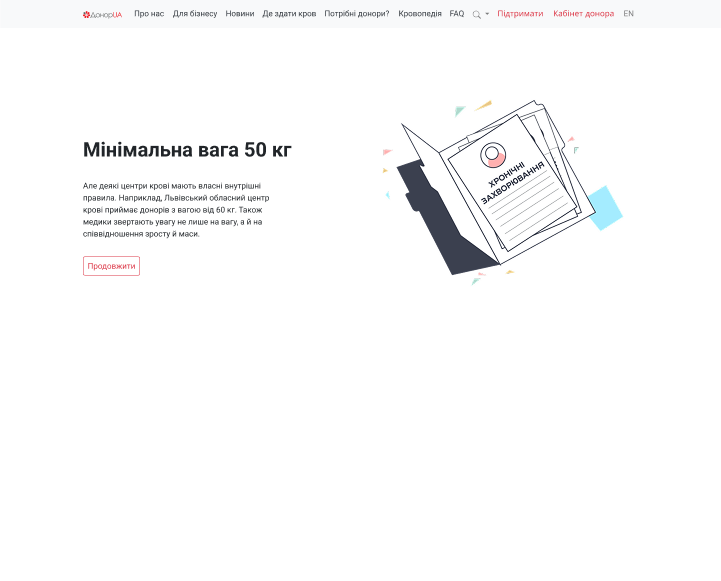 ДонорUA Про нас Для бізнесу Новини Де здати кров Потрібні донори? Кровопедія FAQ Підтримати Кабінет донора EN
Мінімальна вага 50 кг
Але деякі центри крові мають власні внутрішні
правила. Наприклад, Львівський обласний центр
крові приймає донорів з вагою від 60 кг. Також
медики звертають увагу не лише на вагу, а й на
співвідношення зросту й маси.
Продовжити
ХРОНІЧНІ
ЗАХВОРЮВАННЯ